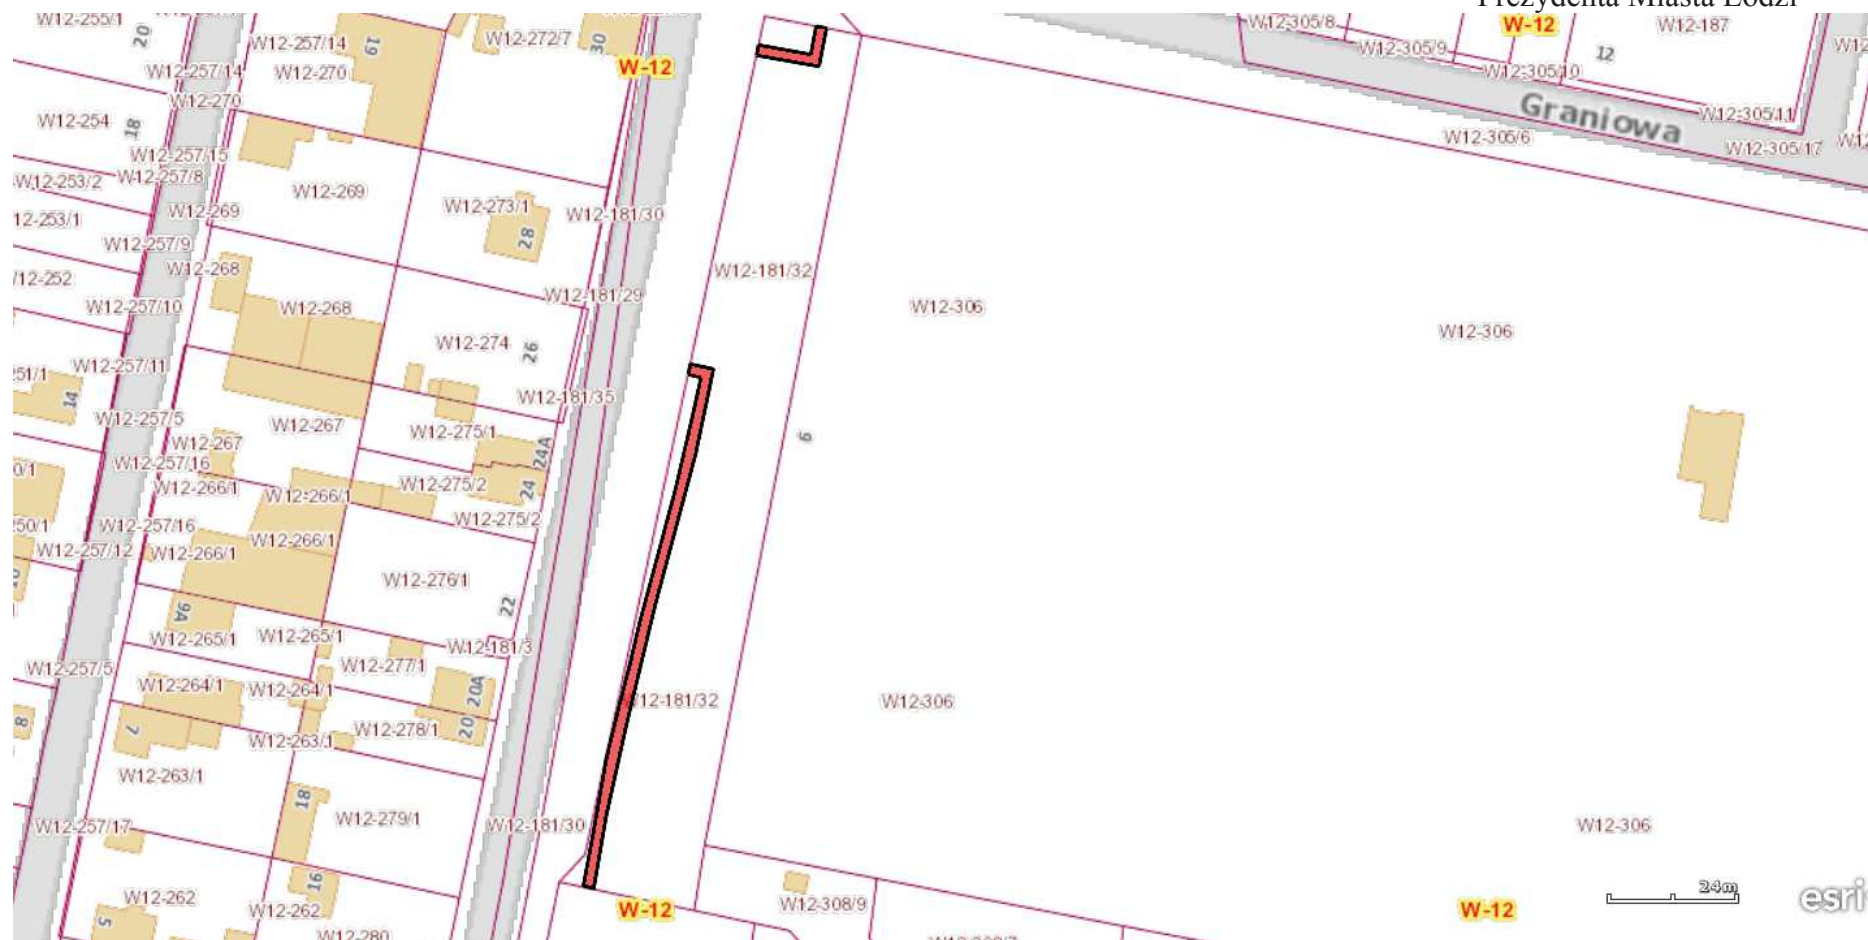 Prezydenta Miasta Łodzi
W12-255/1
20
W12-257/14
19
W12-272/7
30
W-12
W12-305/8
W-12
W12-187
W12-305/9
12
W12-257/14
W12-270
W12-305/10
W12-270
Graniowa
W12-305/11
W12-254
18
W12-305/6
W12-305/17
W12-257/15
W12-253/2
W12-257/8
W12-269
W12-273/1
W12-269
W12-181/30
12-253/1
28
W12-257/9
W12-268
W12-181/32
/12-252
W12-181/29
W12-257/10
W12-268
W12-306
W12-306
W12-274
26
W12-257/11
251/1
14
W12-181/35
W12-257/5
W12-267
W12-275/1
6
W12-267
24A
W12-257/16
0/1
W12-266/1
W12-266/1
W12-275/2
24
W12-275/2
250/1
W12-257/16
W12-266/1
W12-257/12
W12-266/1
W12-276/1
22
9A
W12-265/1
W12-265/1
W12-181/3
W12-257/5
W12-277/1
W12-264/1
W12-264/1
20A
12-181/32
W12-306
8
7
W12-278/1
20
W12-263/1
W12-263/1
18
W12-279/1
W12-257/17
W12-181/30
W12-306
16
24m
W12-262
W12-262
W-12
W12-308/9
W-12
esri
5
W12-280